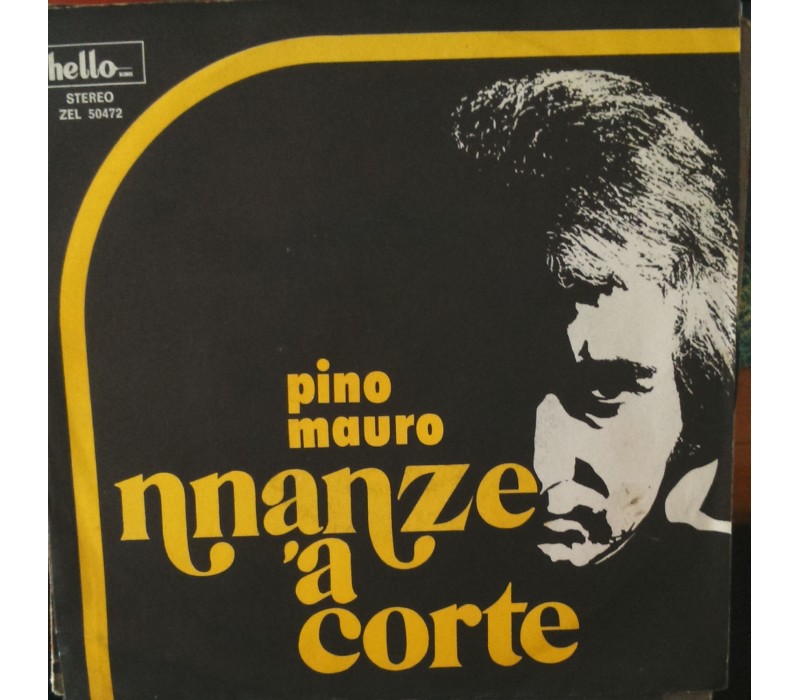 hello
STEREO
ZEL 50472
pino
mauro
nnanze
'a
corte